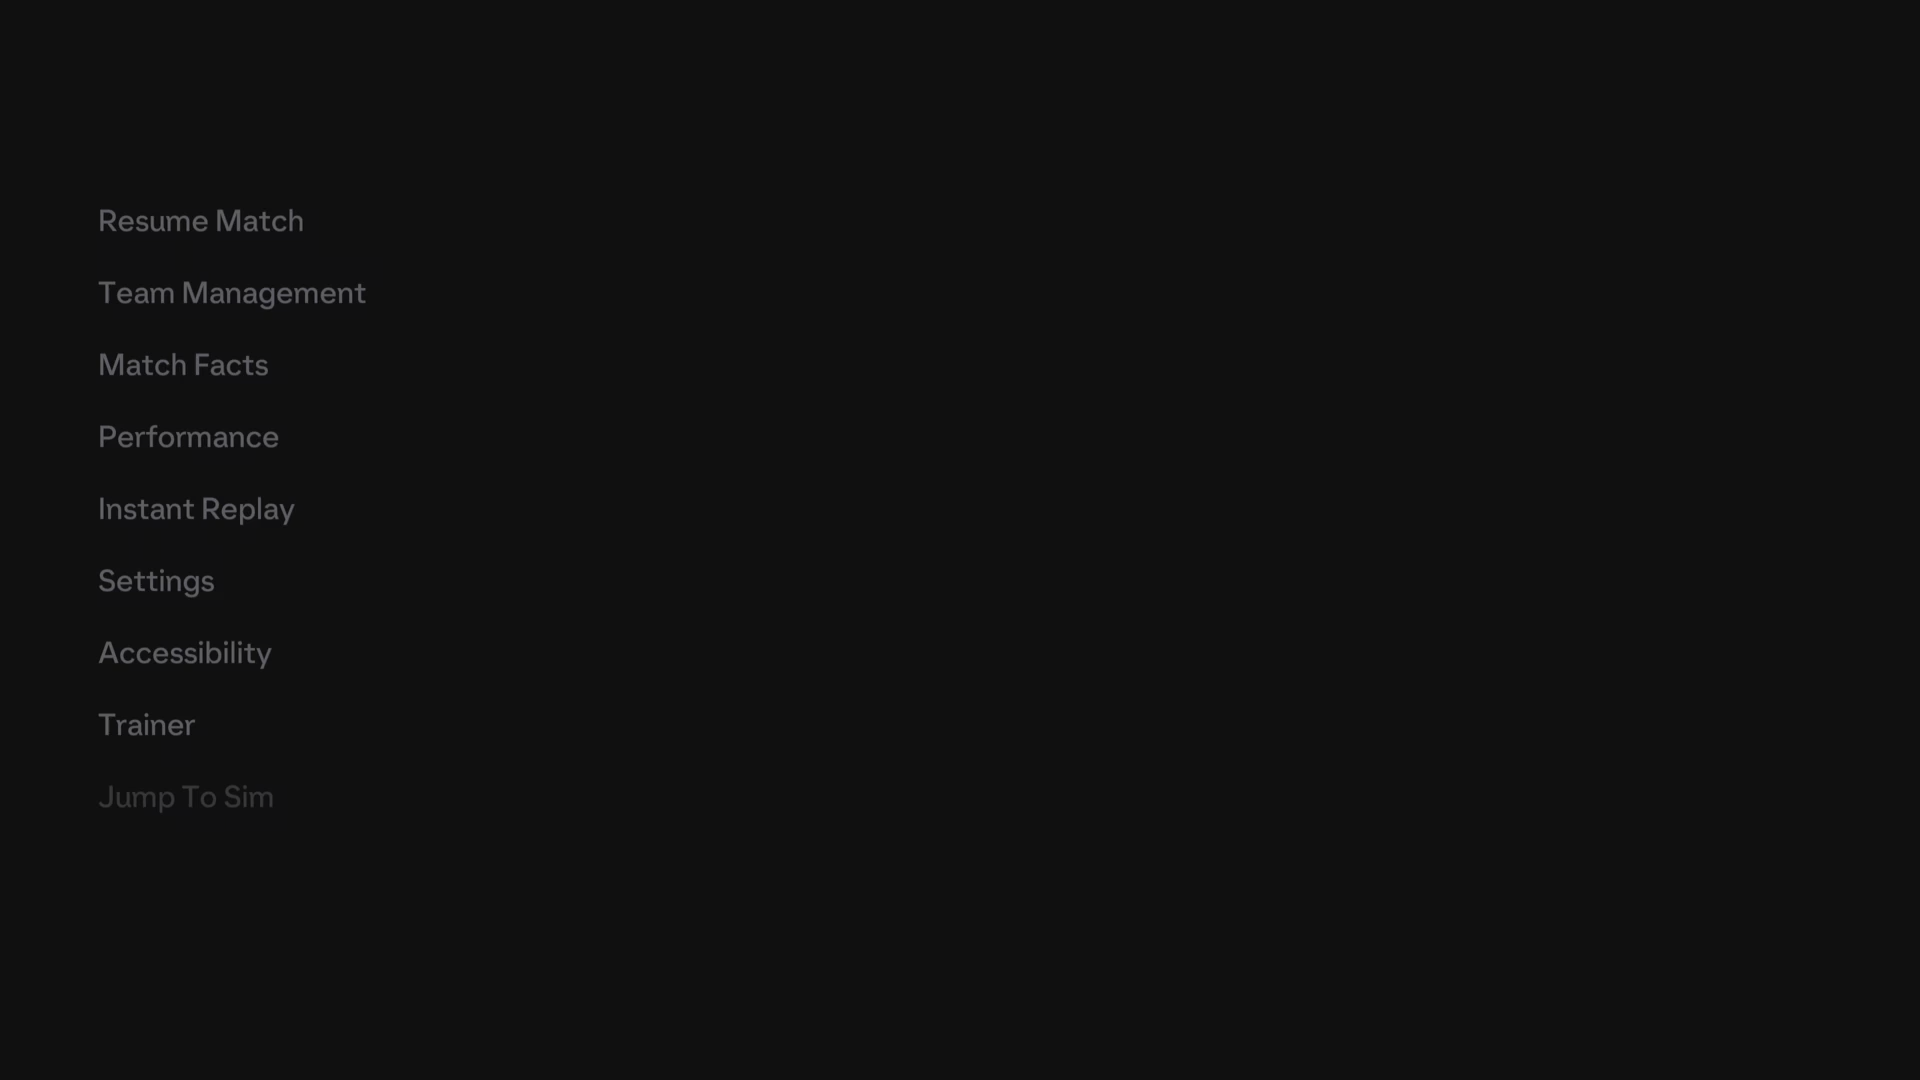 Resume Match
Team Management
Match Facts
Performance
Instant Replay
Settings
Accessibility
Trainer
Jump To Sim